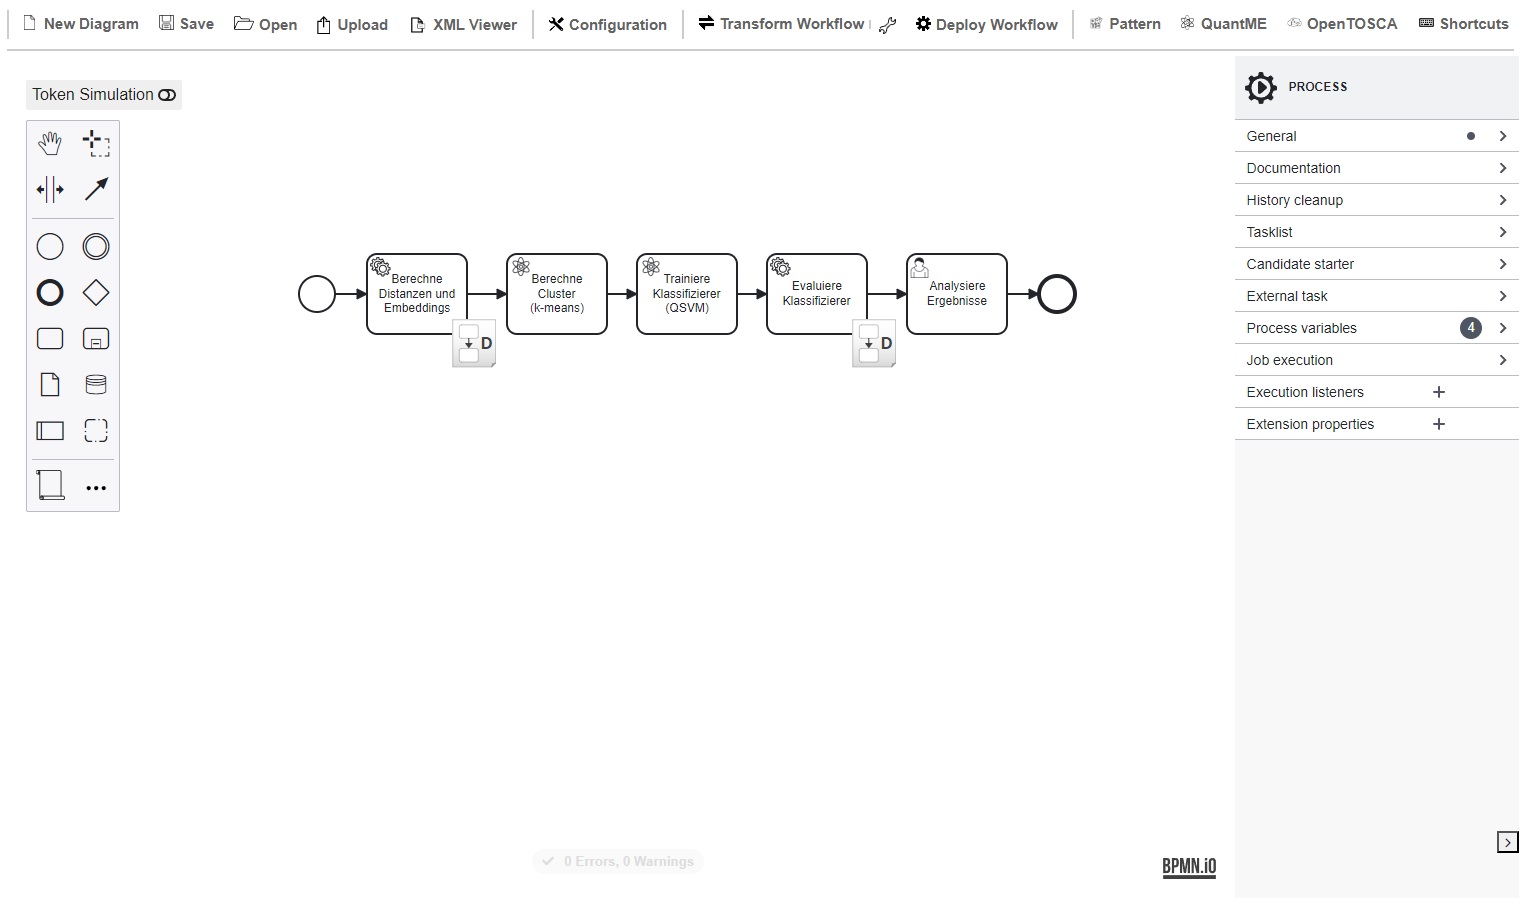 New Diagram Save Open Upload XML Viewer Configuration Transform Workflow Deploy Workflow Pattern QuantME OpenTOSCA Shortcuts
Token Simulation
Berechne
Distanzen und
Embeddings
D
Berechne
Cluster
(k-means)
Trainiere
Klassifizierer
(QSVM)
Evaluiere
Klassifizierer
D
Analysiere
Ergebnisse
PROCESS
General
Documentation
History cleanup
Tasklist
Candidate starter
External task
Process variables 4
Job execution
Execution listeners
Extension properties
0 Errors, 0 Warnings
BPMN.iO